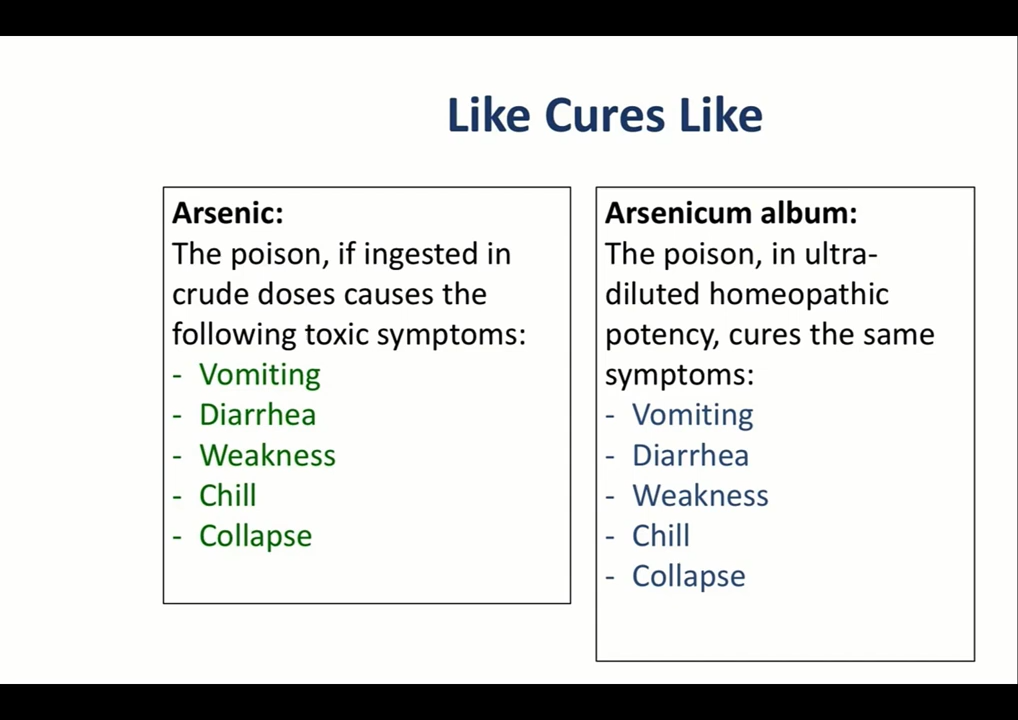 Like Cures Like
Arsenic:
The poison, if ingested in
crude doses causes the
following toxic symptoms:
- Vomiting
- Diarrhea
- Weakness
- Chill
- Collapse
Arsenicum album:
The poison, in ultra-
diluted homeopathic
potency, cures the same
symptoms:
- Vomiting
- Diarrhea
- Weakness
- Chill
- Collapse